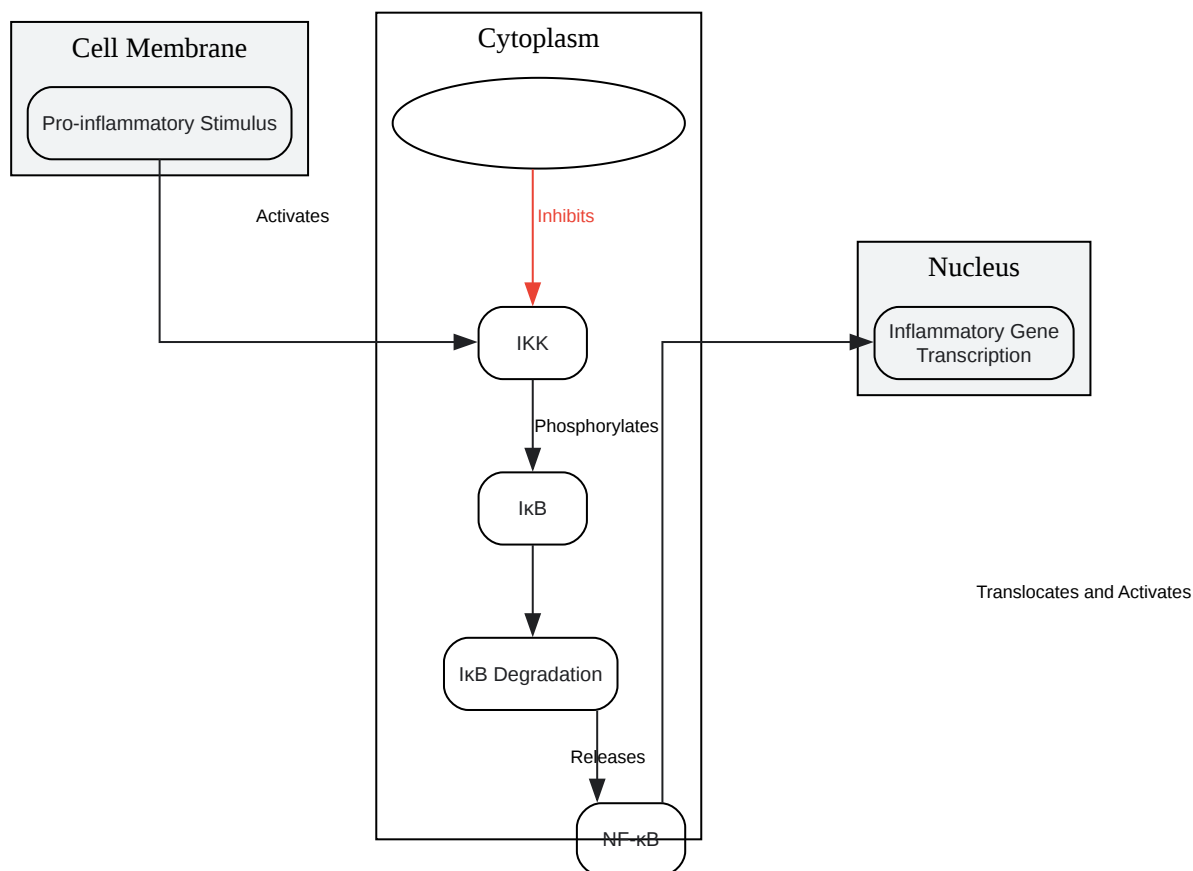 Cell Membrane
Pro-inflammatory Stimulus
Cytoplasm
Activates
Inhibits
IKK
Nucleus
Inflammatory Gene
Transcription
Phosphorylates
IκB
Translocates and Activates
IκB Degradation
Releases
NF-κB